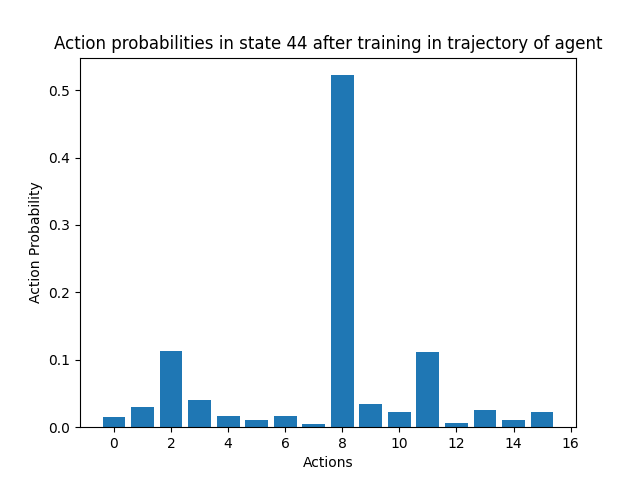 Action probabilities in state 44 after training in trajectory of agent
Action Probability
0.5
0.4
0.3
0.2
0.1
0.0
0 2 4 6 8 10 12 14 16
Actions